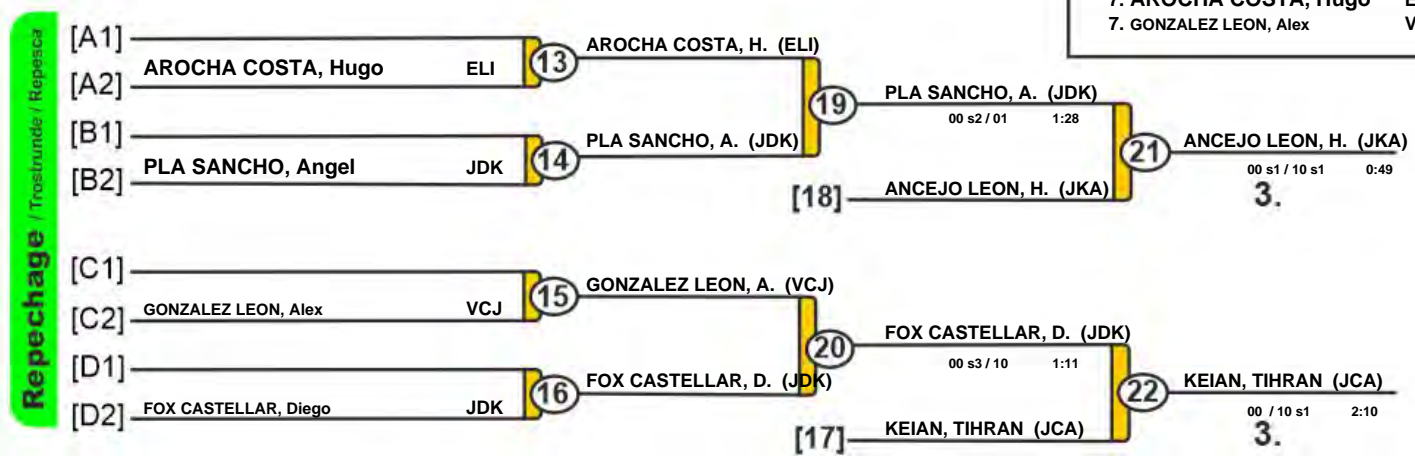 7. AROCHA COSTA, Hugo
7. GONZALEZ LEON, Alex V
Repechage / Trostrunde / Repesca
[A1]
[A2] AROCHA COSTA, Hugo ELI
13
AROCHA COSTA, H. (ELI)
[B1]
[B2] PLA SANCHO, Angel JDK
14
PLA SANCHO, A. (JDK)
19
PLA SANCHO, A. (JDK)
00 s2 / 01 1:28
[18] ANCEJO LEON, H. (JKA)
21
ANCEJO LEON, H. (JKA)
00 s1 / 10 s1 0:49
3.
[C1]
[C2] GONZALEZ LEON, Alex VCJ
15
GONZALEZ LEON, A. (VCJ)
[D1]
[D2] FOX CASTELLAR, Diego JDK
16
FOX CASTELLAR, D. (JDK)
20
FOX CASTELLAR, D. (JDK)
00 s3 / 10 1:11
[17] KEIAN, TIHRAN (JCA)
22
KEIAN, TIHRAN (JCA)
00 / 10 s1 2:10
3.